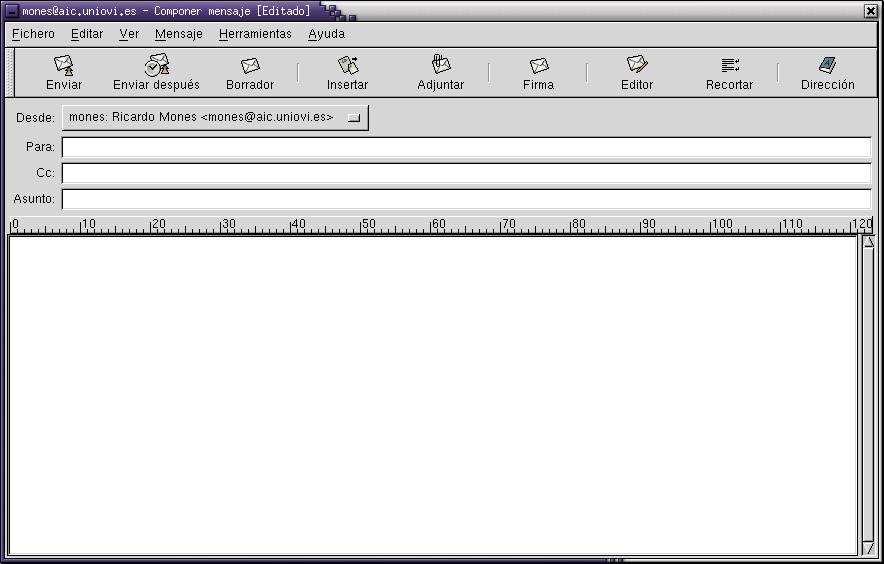 mones@aic.uniovi.es - Componer mensaje [Editado]
Fichero Editar Ver Mensaje Herramientas Ayuda
Enviar Enviar después Borrador Insertar Adjuntar Firma Editor Recortar Dirección
Desde: mones: Ricardo Mones <mones@aic.uniovi.es>
Para:
Cc:
Asunto:
0 10 20 30 40 50 60 70 80 90 100 110 120